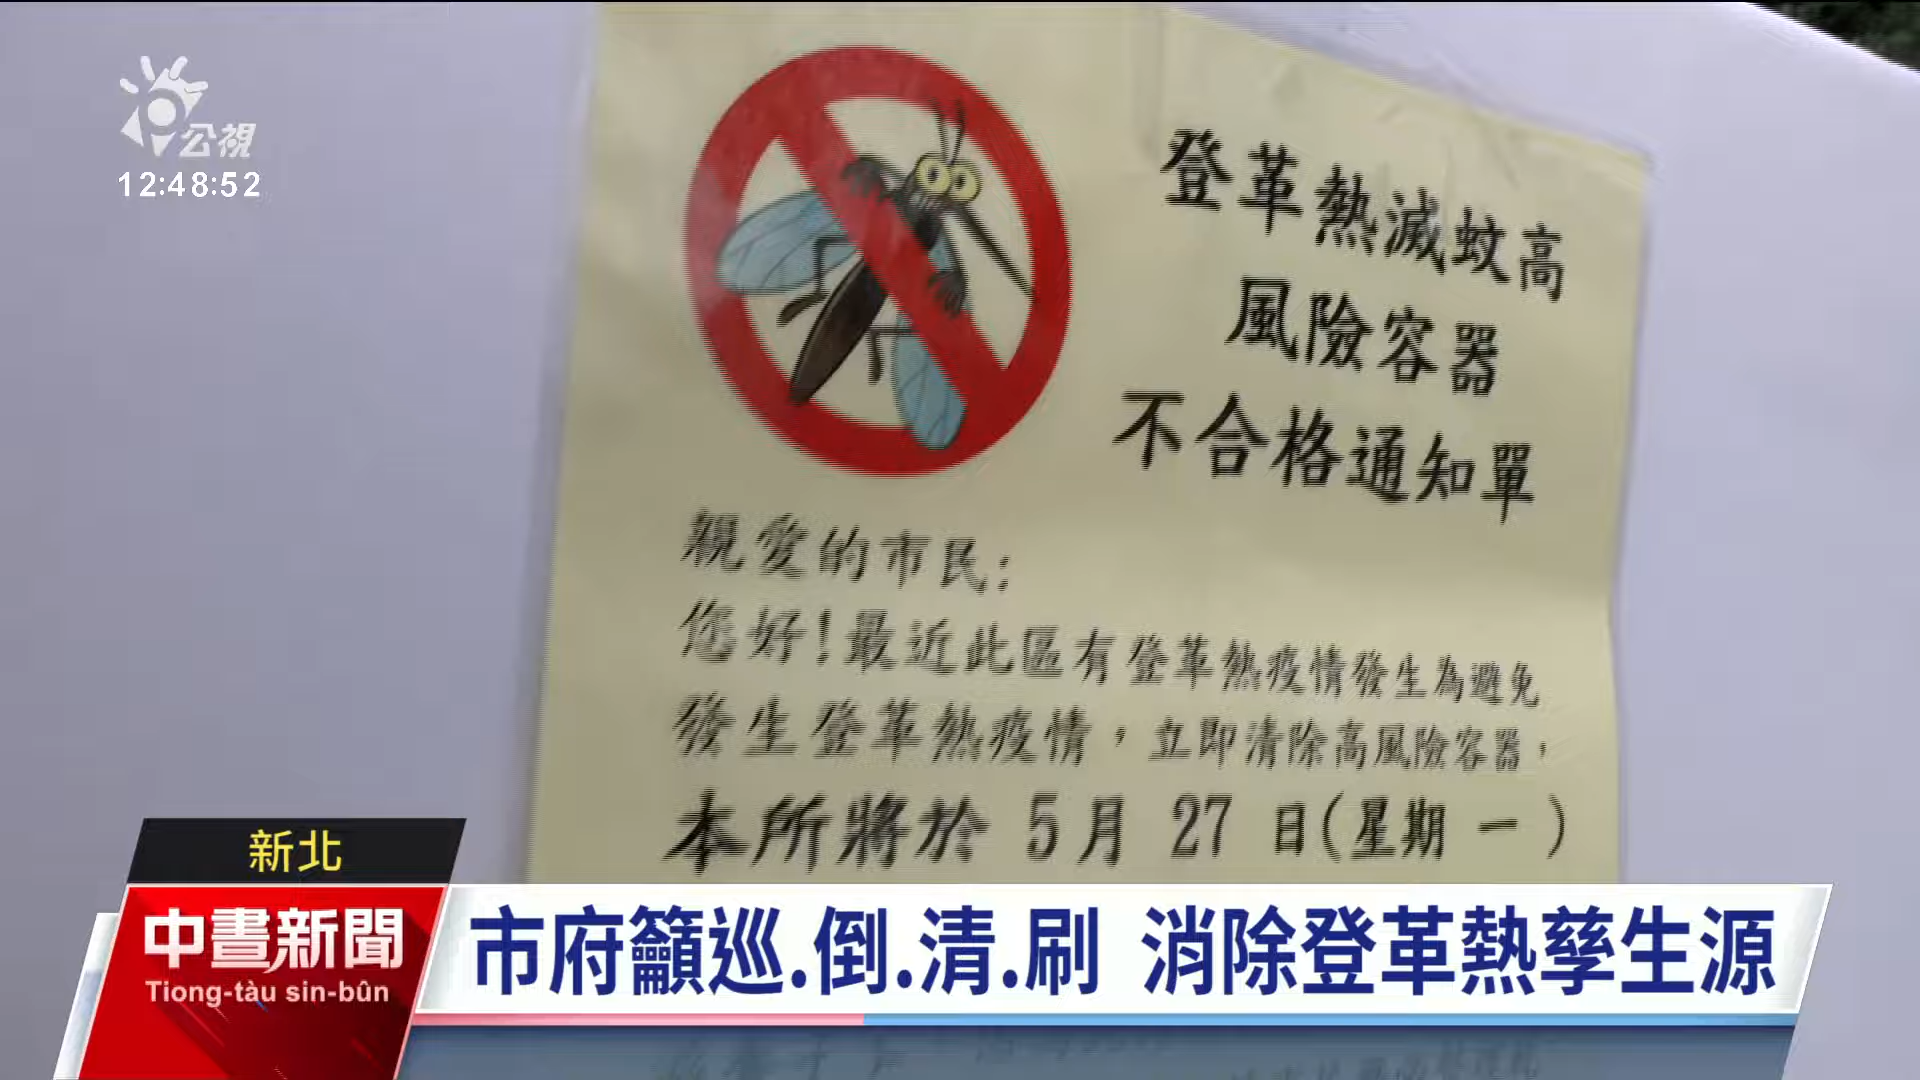 公視
12:48:52
登革熱滅蚊高
風險容器
不合格通知單
親愛的市民:
您好!最近此區有登革熱疫情發生為避免
發生登革熱疫情，立即清除高風險容器，
本所將於 5月 27 日(星期 一 )
新北
中晝新聞
Tiong-tàu sin-bûn
市府籲巡.倒.清.刷 消除登革熱孳生源